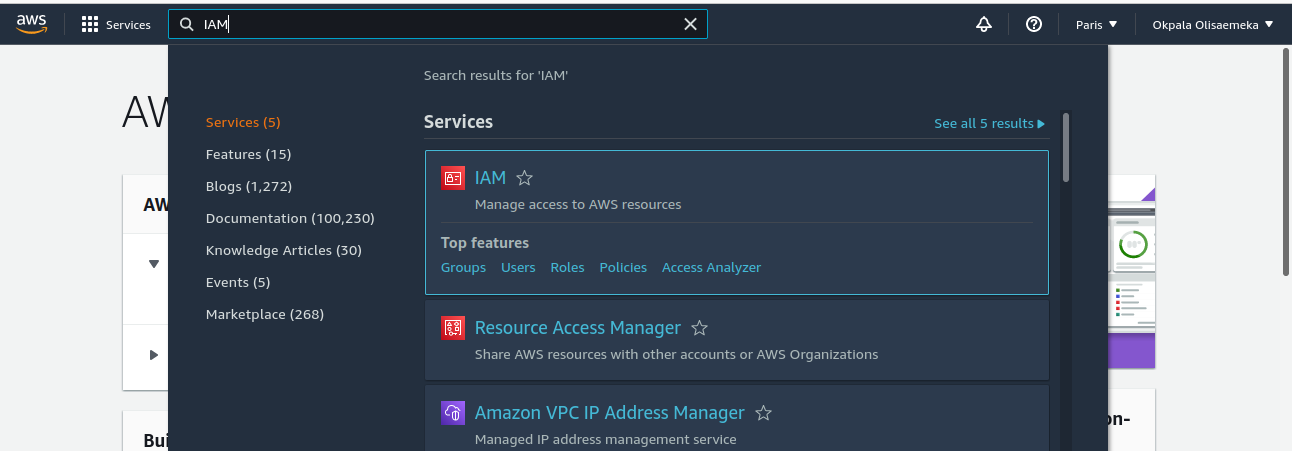 aws Services IAM Paris Okpala Olisaemeka
Search results for 'IAM'
AW
Services (5)
Features (15)
Blogs (1,272)
Documentation (100,230)
Knowledge Articles (30)
Events (5)
Marketplace (268)
Services See all 5 results
IAM
Manage access to AWS resources
Top features
Groups Users Roles Policies Access Analyzer
Resource Access Manager
Share AWS resources with other accounts or AWS Organizations
Amazon VPC IP Address Manager
Managed IP address management service
AW
Bui
on-